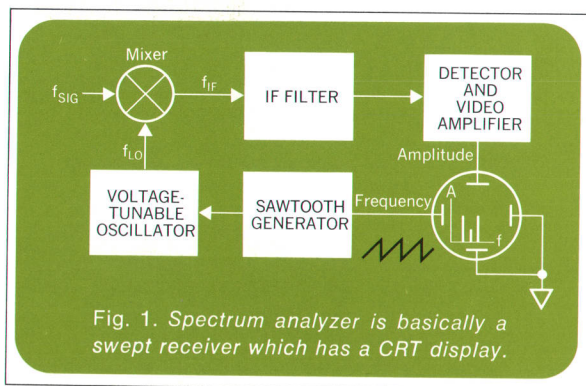 Mixer
fSIG
fIF
IF FILTER
DETECTOR
AND
VIDEO
AMPLIFIER
fLO
Amplitude
VOLTAGE-
TUNABLE
OSCILLATOR
SAWTOOTH
GENERATOR
Frequency
A
f
Fig. 1. Spectrum analyzer is basically a
swept receiver which has a CRT display.